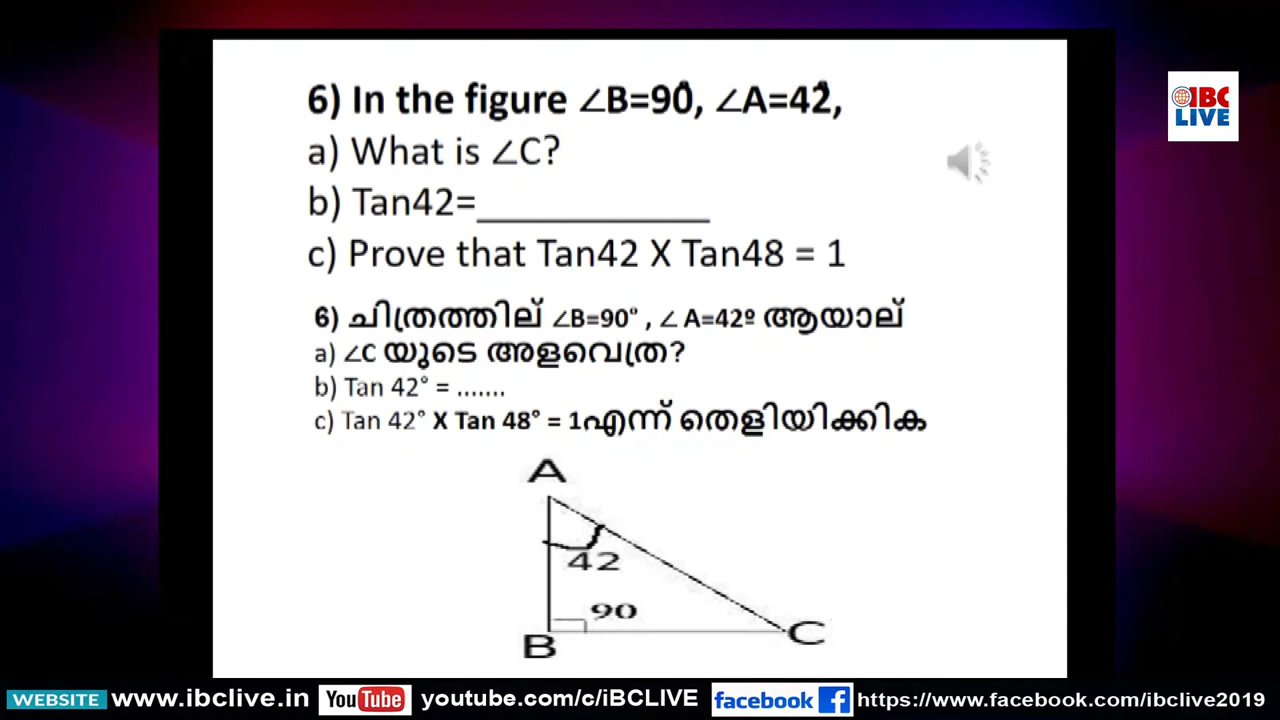 6) In the figure ∠B=90°, ∠A=42°,
IBC
LIVE
a) What is ∠C?
b) Tan42=__________
c) Prove that Tan42 X Tan48 = 1
6) ചിത്രത്തില് ∠B=90° , ∠ A=42º ആയാല്
a) ∠C യുടെ അളവെത്ര?
b) Tan 42° = .......
c) Tan 42° X Tan 48° = 1എന്ന് തെളിയിക്കിക
A
42
90
B
C
WEBSITE www.ibclive.in YouTube youtube.com/c/iBCLIVE facebook f https://www.facebook.com/ibclive2019